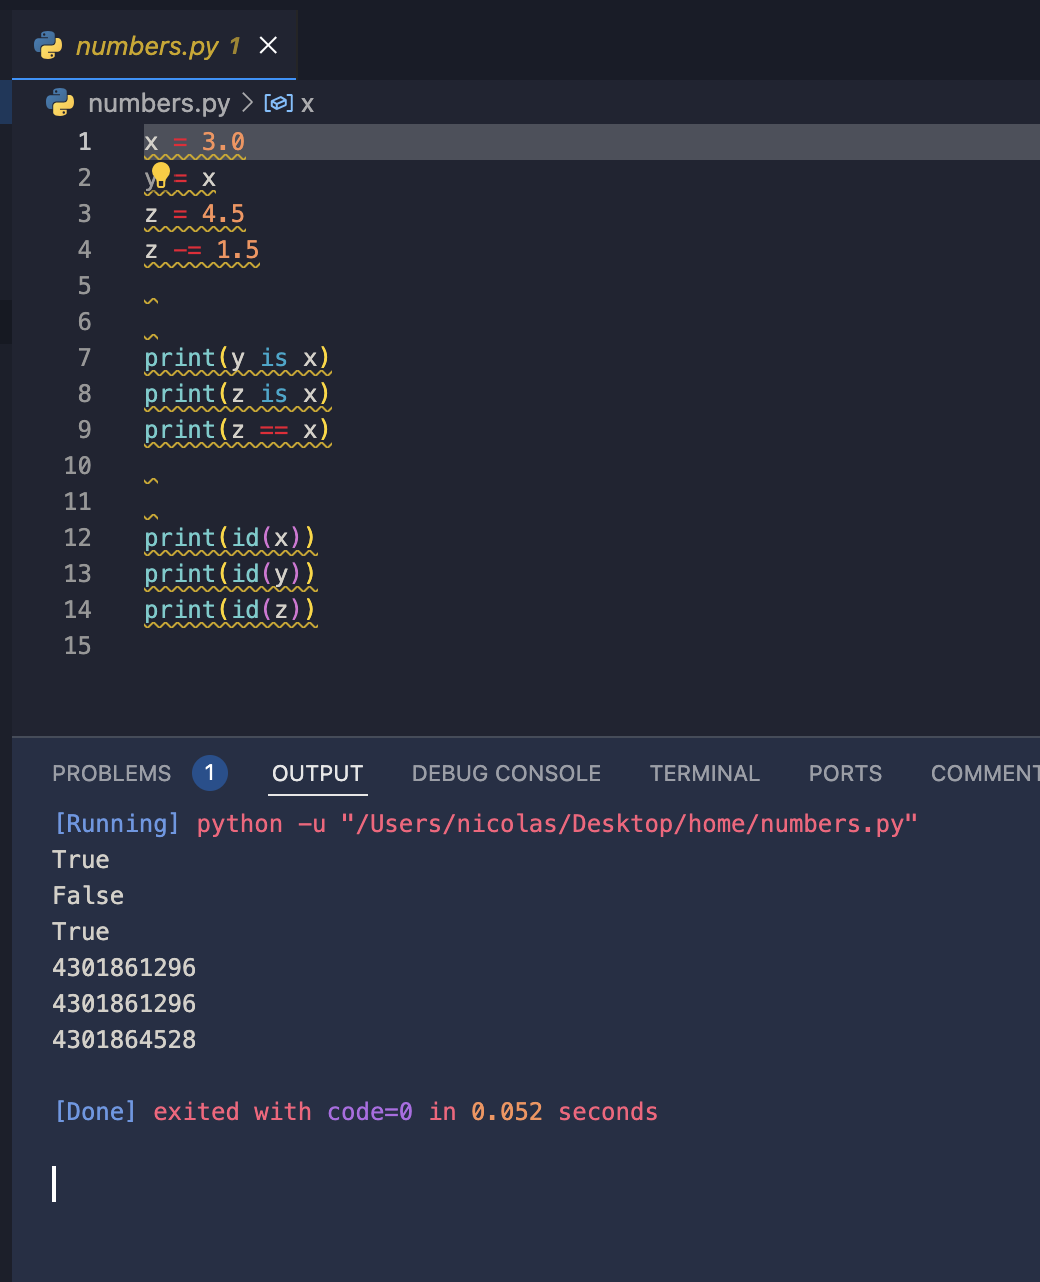 numbers.py 1
numbers.py > x
1 x = 3.0
2 y = x
3 z = 4.5
4 z -= 1.5
5
6
7 print(y is x)
8 print(z is x)
9 print(z == x)
10
11
12 print(id(x))
13 print(id(y))
14 print(id(z))
15
PROBLEMS 1 OUTPUT DEBUG CONSOLE TERMINAL PORTS COMMENT
[Running] python -u "/Users/nicolas/Desktop/home/numbers.py"
True
False
True
4301861296
4301861296
4301864528
[Done] exited with code=0 in 0.052 seconds